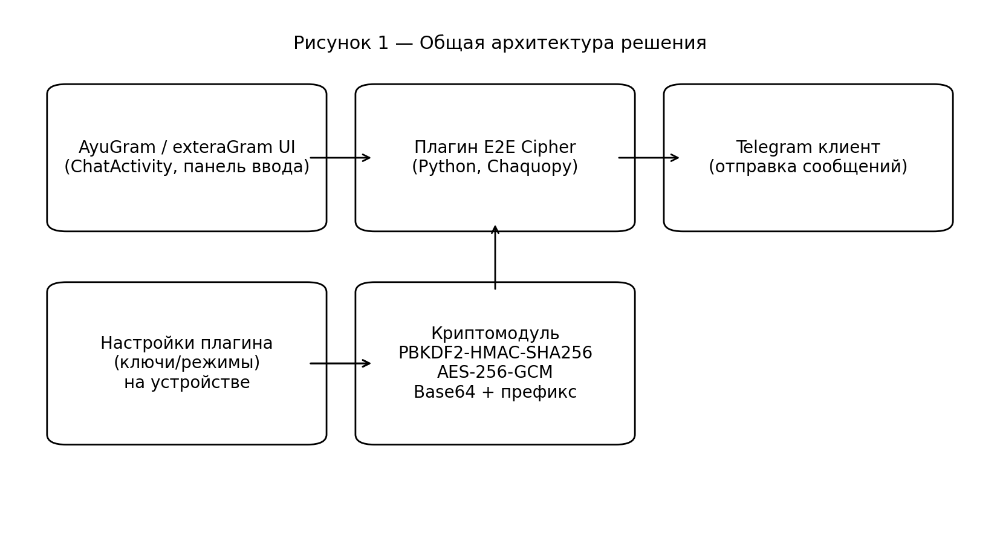 Рисунок 1 — Общая архитектура решения
AyuGram / exteraGram UI
(ChatActivity, панель ввода)
Плагин E2E Cipher
(Python, Chaquopy)
Telegram клиент
(отправка сообщений)
Настройки плагина
(ключи/режимы)
на устройстве
Криптомодуль
PBKDF2-HMAC-SHA256
AES-256-GCM
Base64 + префикс